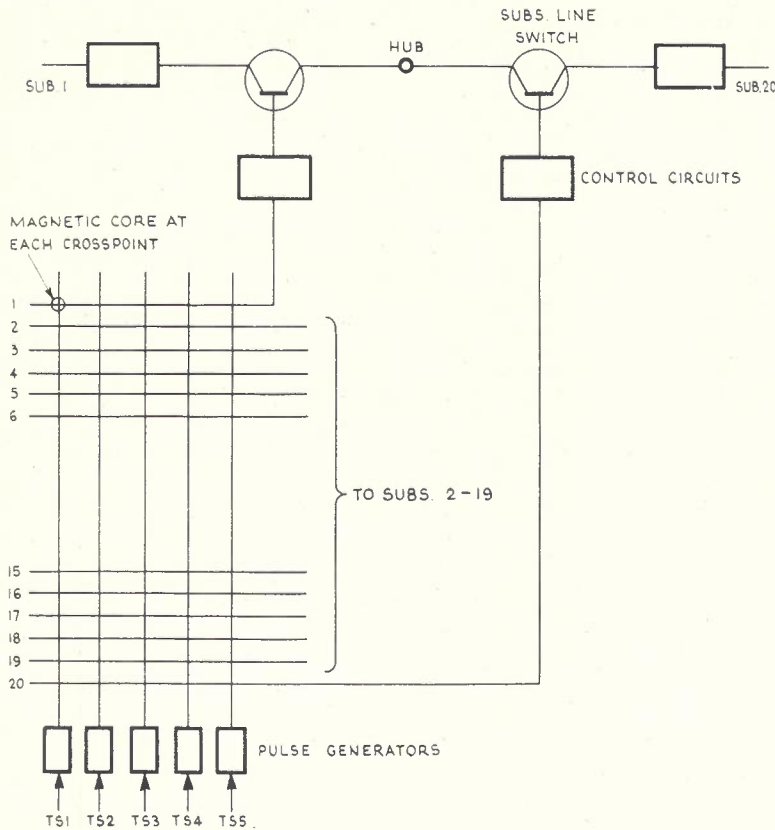 SUBS. LINE
SWITCH
HUB
SUB. 1
SUB. 20
CONTROL CIRCUITS
MAGNETIC CORE AT
EACH CROSSPOINT
1
2
3
4
5
6
TO SUBS. 2-19
15
16
17
18
19
20
PULSE GENERATORS
TS1 TS2 TS3 TS4 TS5.